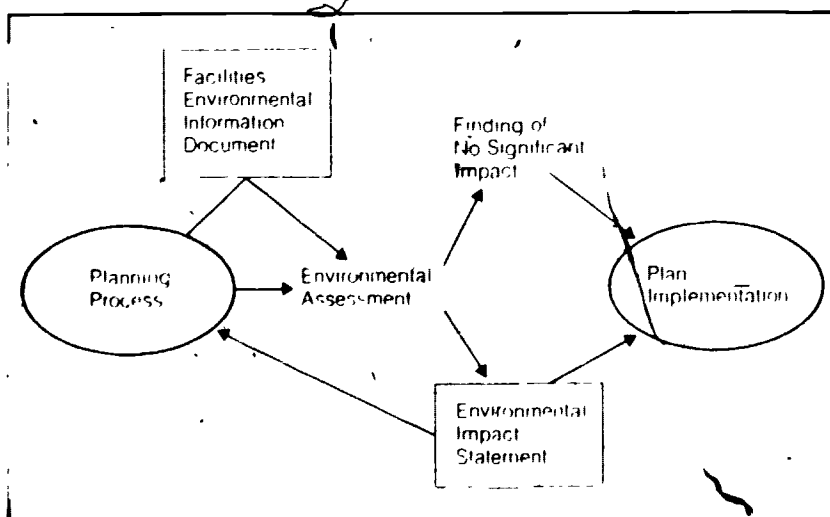 Facilities
Environmental
Information
Document
Finding of
No Significant
Impact
Planning
Process
Environmental
Assessment
Plan
Implementation
Environmental
Impact
Statement